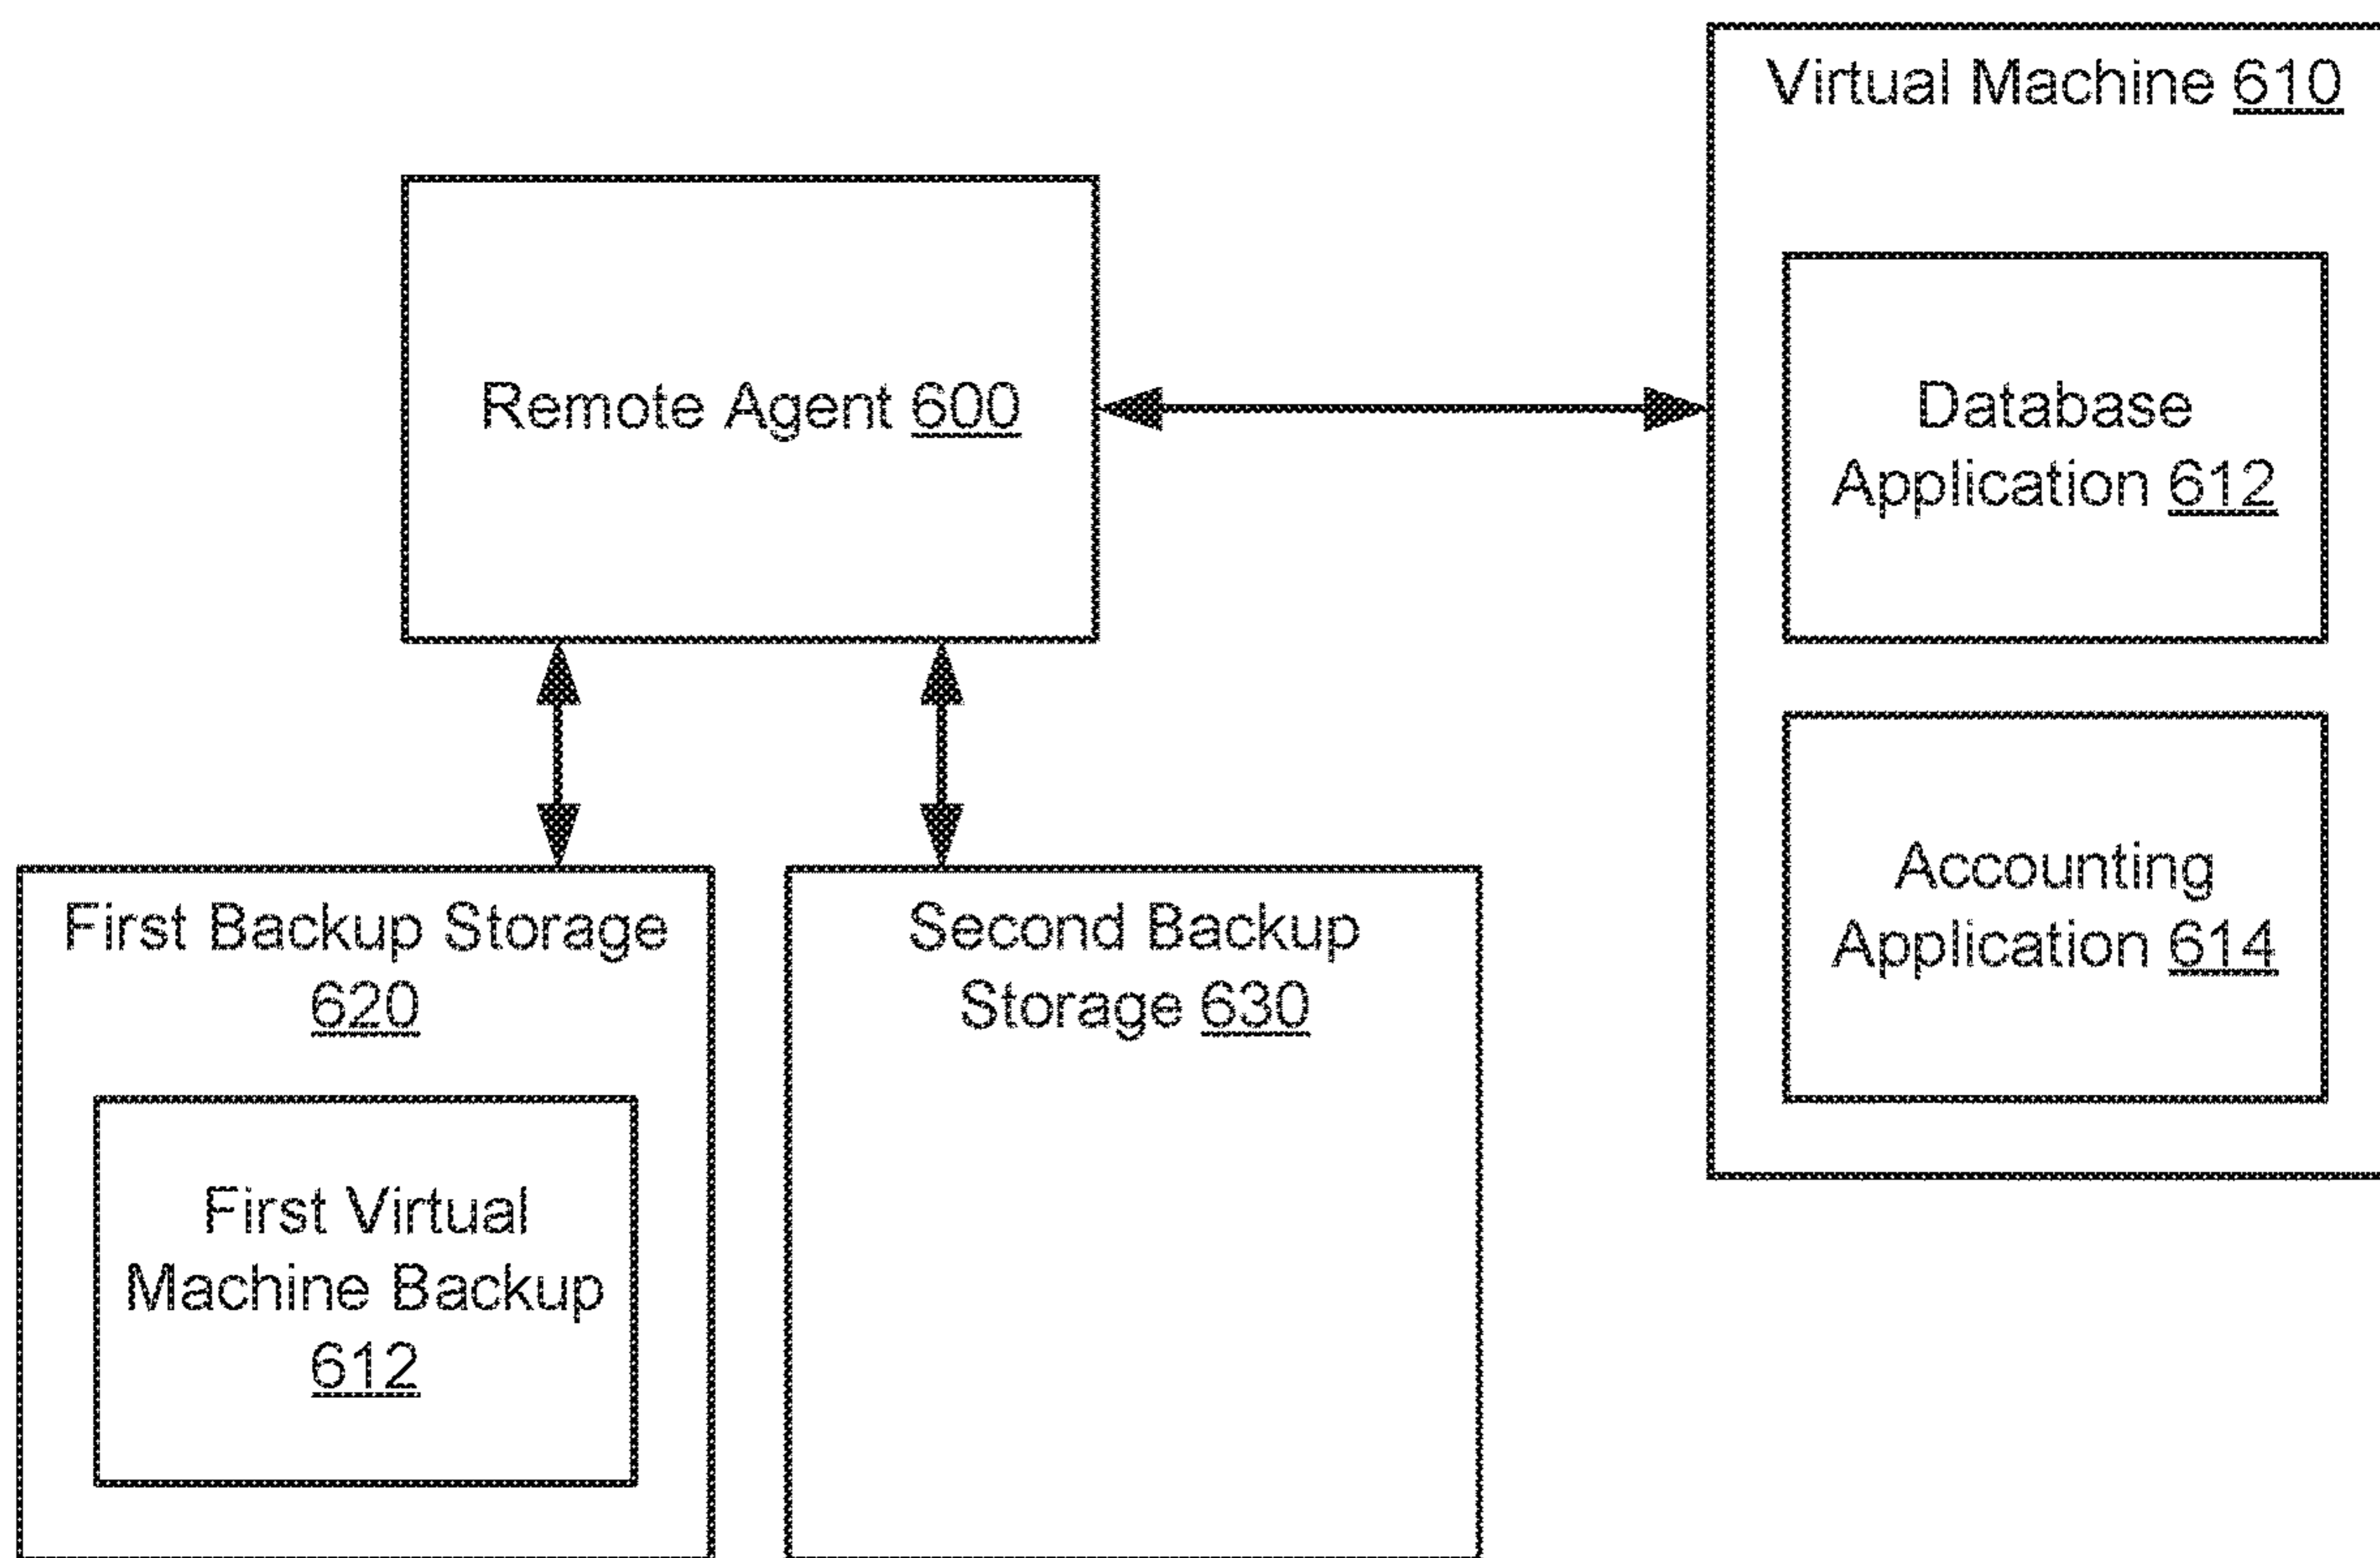 Virtual Machine 610
Remote Agent 600
Database
Application 612
Accounting
Application 614
First Backup Storage
620
Second Backup
Storage 630
First Virtual
Machine Backup
612